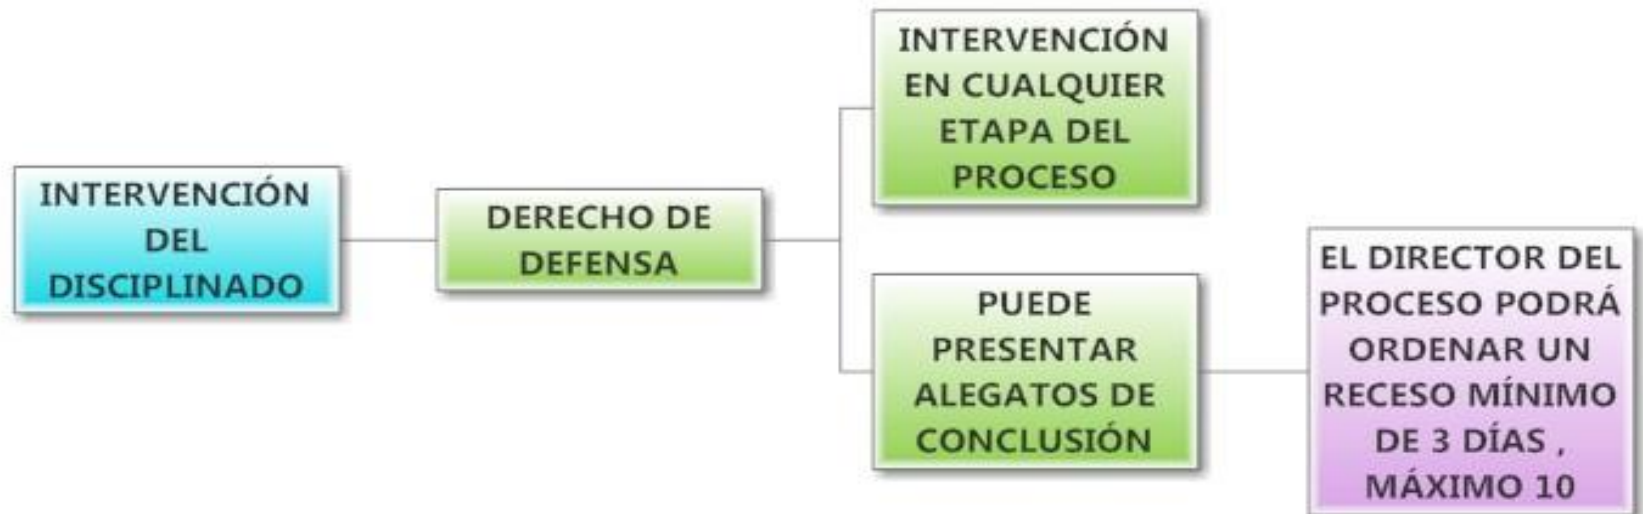 INTERVENCIÓN
DEL
DISCIPLINADO
DERECHO DE
DEFENSA
INTERVENCIÓN
EN CUALQUIER
ETAPA DEL
PROCESO
PUEDE
PRESENTAR
ALEGATOS DE
CONCLUSIÓN
EL DIRECTOR DEL
PROCESO PODRÁ
ORDENAR UN
RECESO MÍNIMO
DE 3 DÍAS ,
MÁXIMO 10